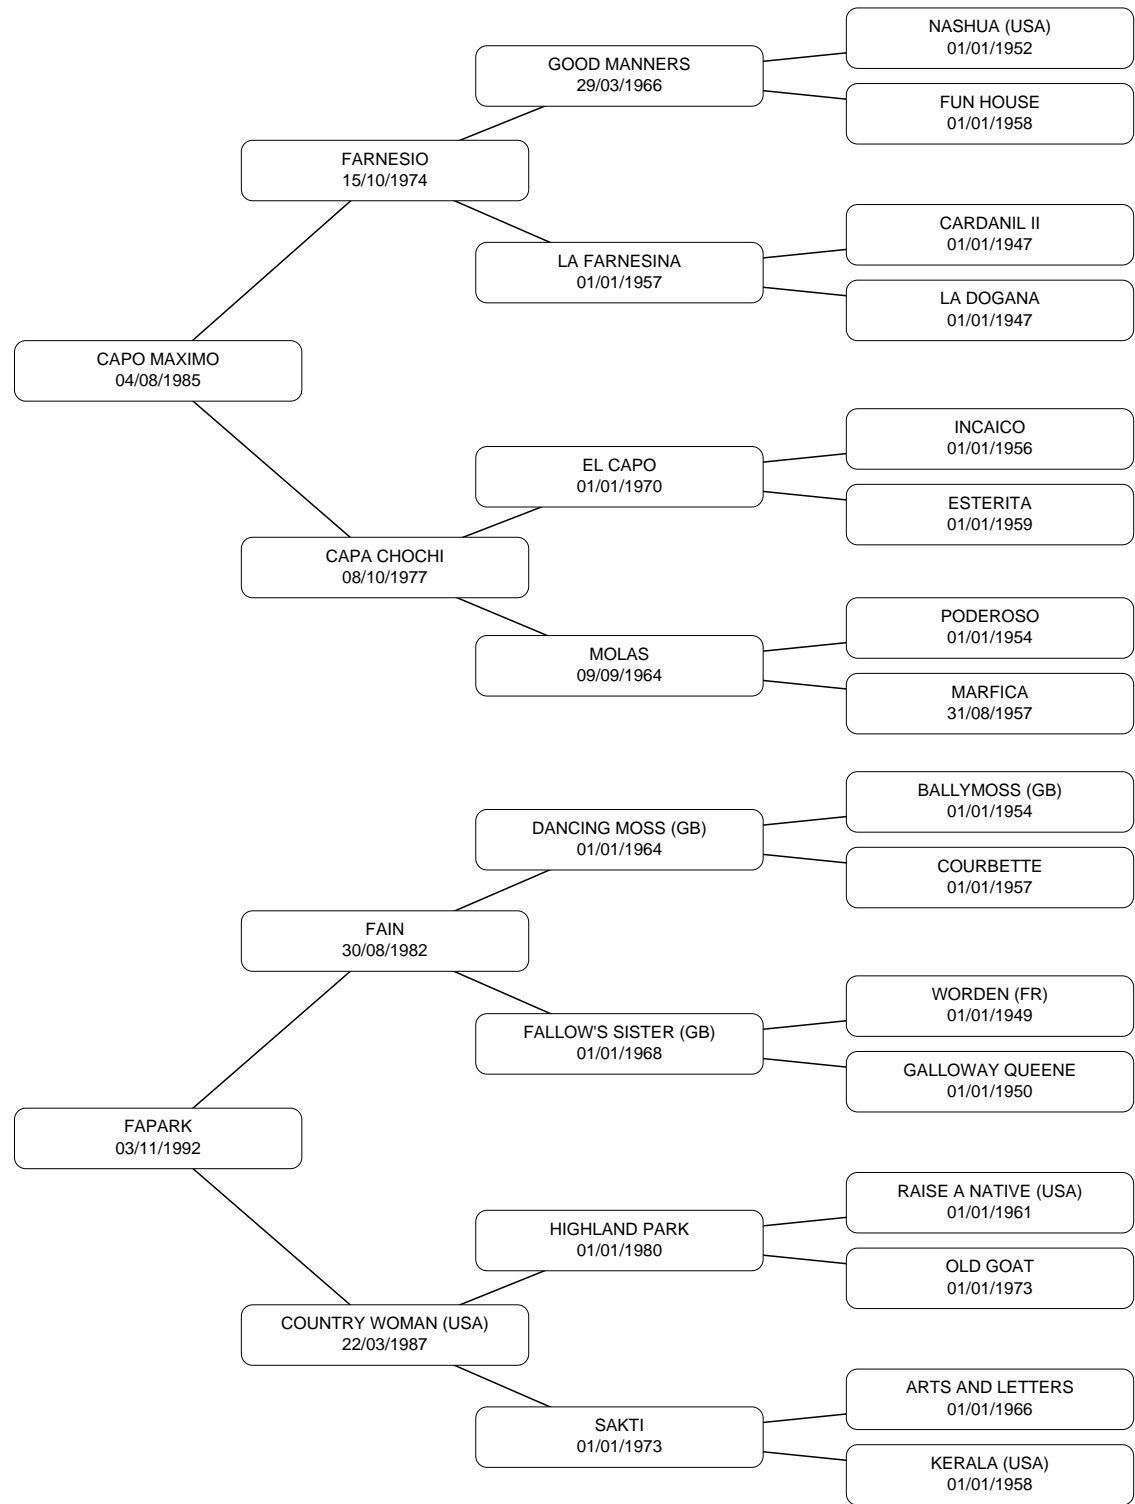 NASHUA (USA)
01/01/1952
GOOD MANNERS
29/03/1966
FUN HOUSE
01/01/1958
FARNESIO
15/10/1974
CARDANIL II
01/01/1947
LA FARNESINA
01/01/1957
LA DOGANA
01/01/1947
CAPO MAXIMO
04/08/1985
INCAICO
01/01/1956
EL CAPO
01/01/1970
ESTERITA
01/01/1959
CAPA CHOCHI
08/10/1977
PODEROSO
01/01/1954
MOLAS
09/09/1964
MARFICA
31/08/1957
BALLYMOSS (GB)
01/01/1954
DANCING MOSS (GB)
01/01/1964
COURBETTE
01/01/1957
FAIN
30/08/1982
WORDEN (FR)
01/01/1949
FALLOW'S SISTER (GB)
01/01/1968
GALLOWAY QUEENE
01/01/1950
FAPARK
03/11/1992
RAISE A NATIVE (USA)
01/01/1961
HIGHLAND PARK
01/01/1980
OLD GOAT
01/01/1973
COUNTRY WOMAN (USA)
22/03/1987
ARTS AND LETTERS
01/01/1966
SAKTI
01/01/1973
KERALA (USA)
01/01/1958